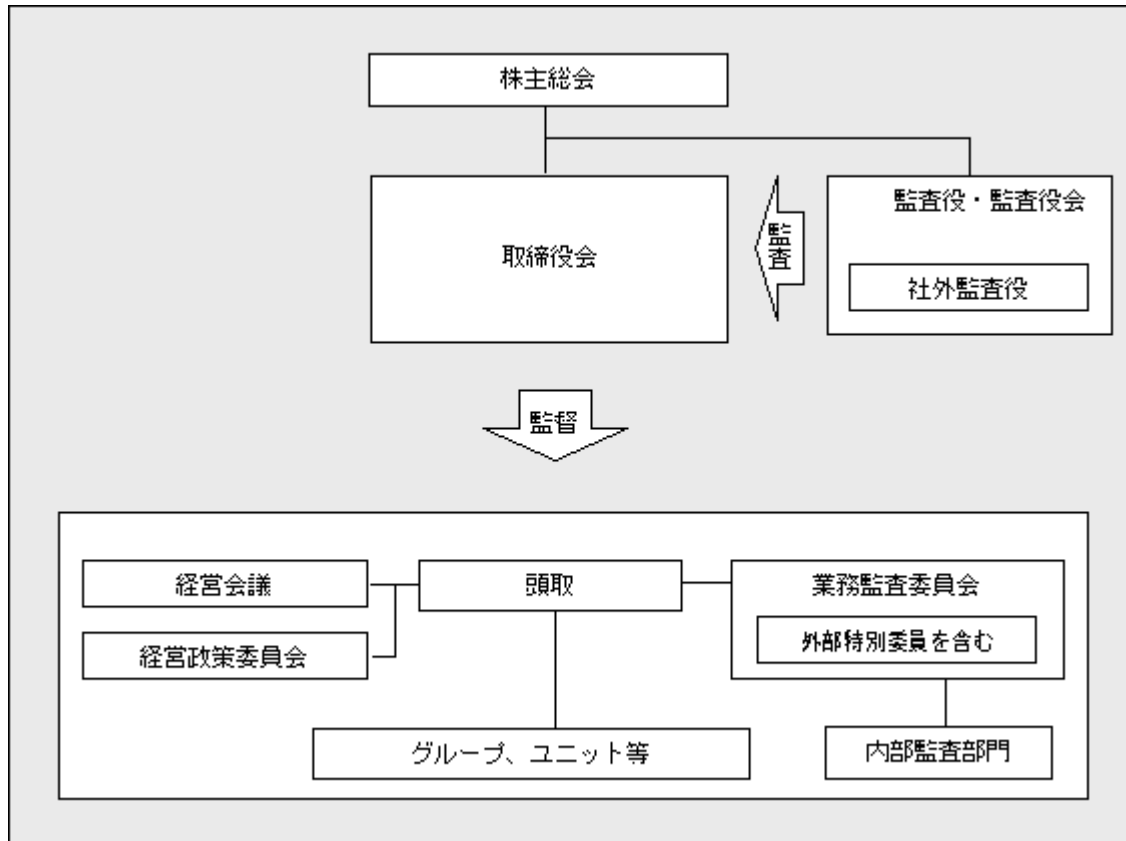 株主総会
取締役会
監査
監査役・監査役会
社外監査役
監督
経営会議
頭取
業務監査委員会
経営政策委員会
外部特別委員を含む
グループ、ユニット等
内部監査部門